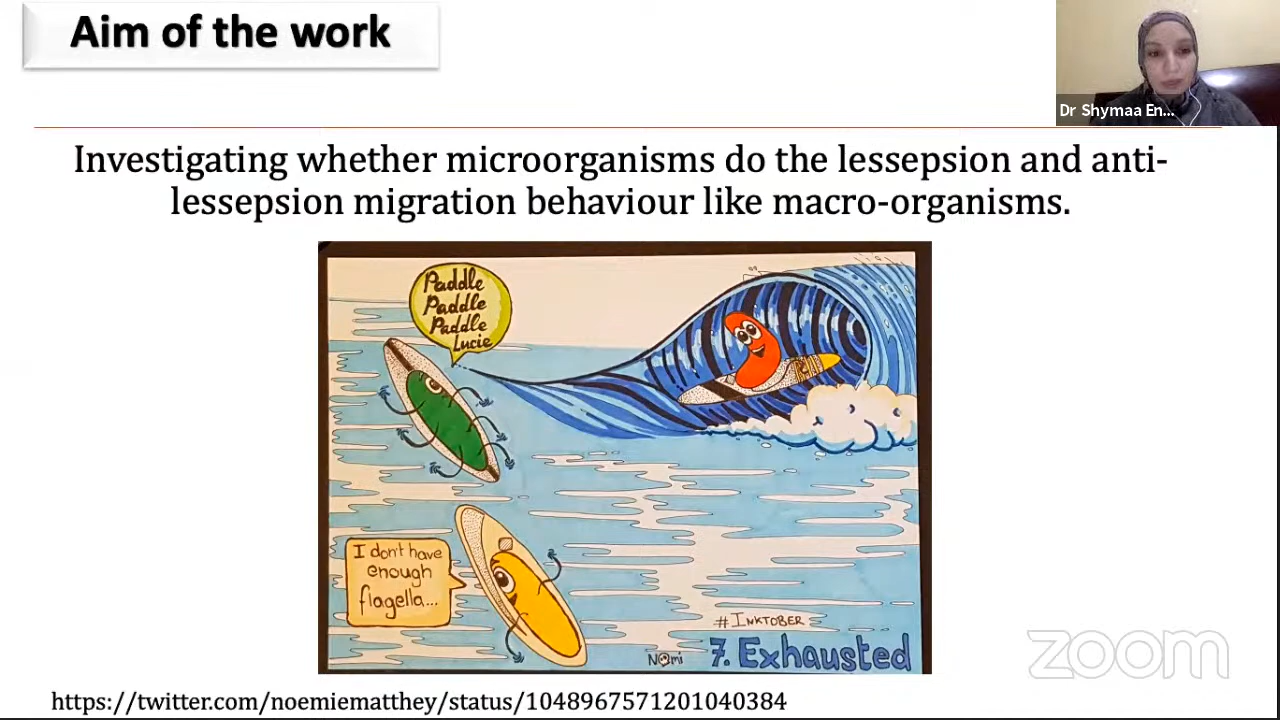 Aim of the work
Dr Shymaa En...
Investigating whether microorganisms do the lessepsion and anti-
lessepsion migration behaviour like macro-organisms.
Paddle
Paddle
Paddle
Lucie
I don't have
enough
flagella...
#INKTOBER
Nomi
7. Exhausted
zoom
https://twitter.com/noemiematthey/status/1048967571201040384